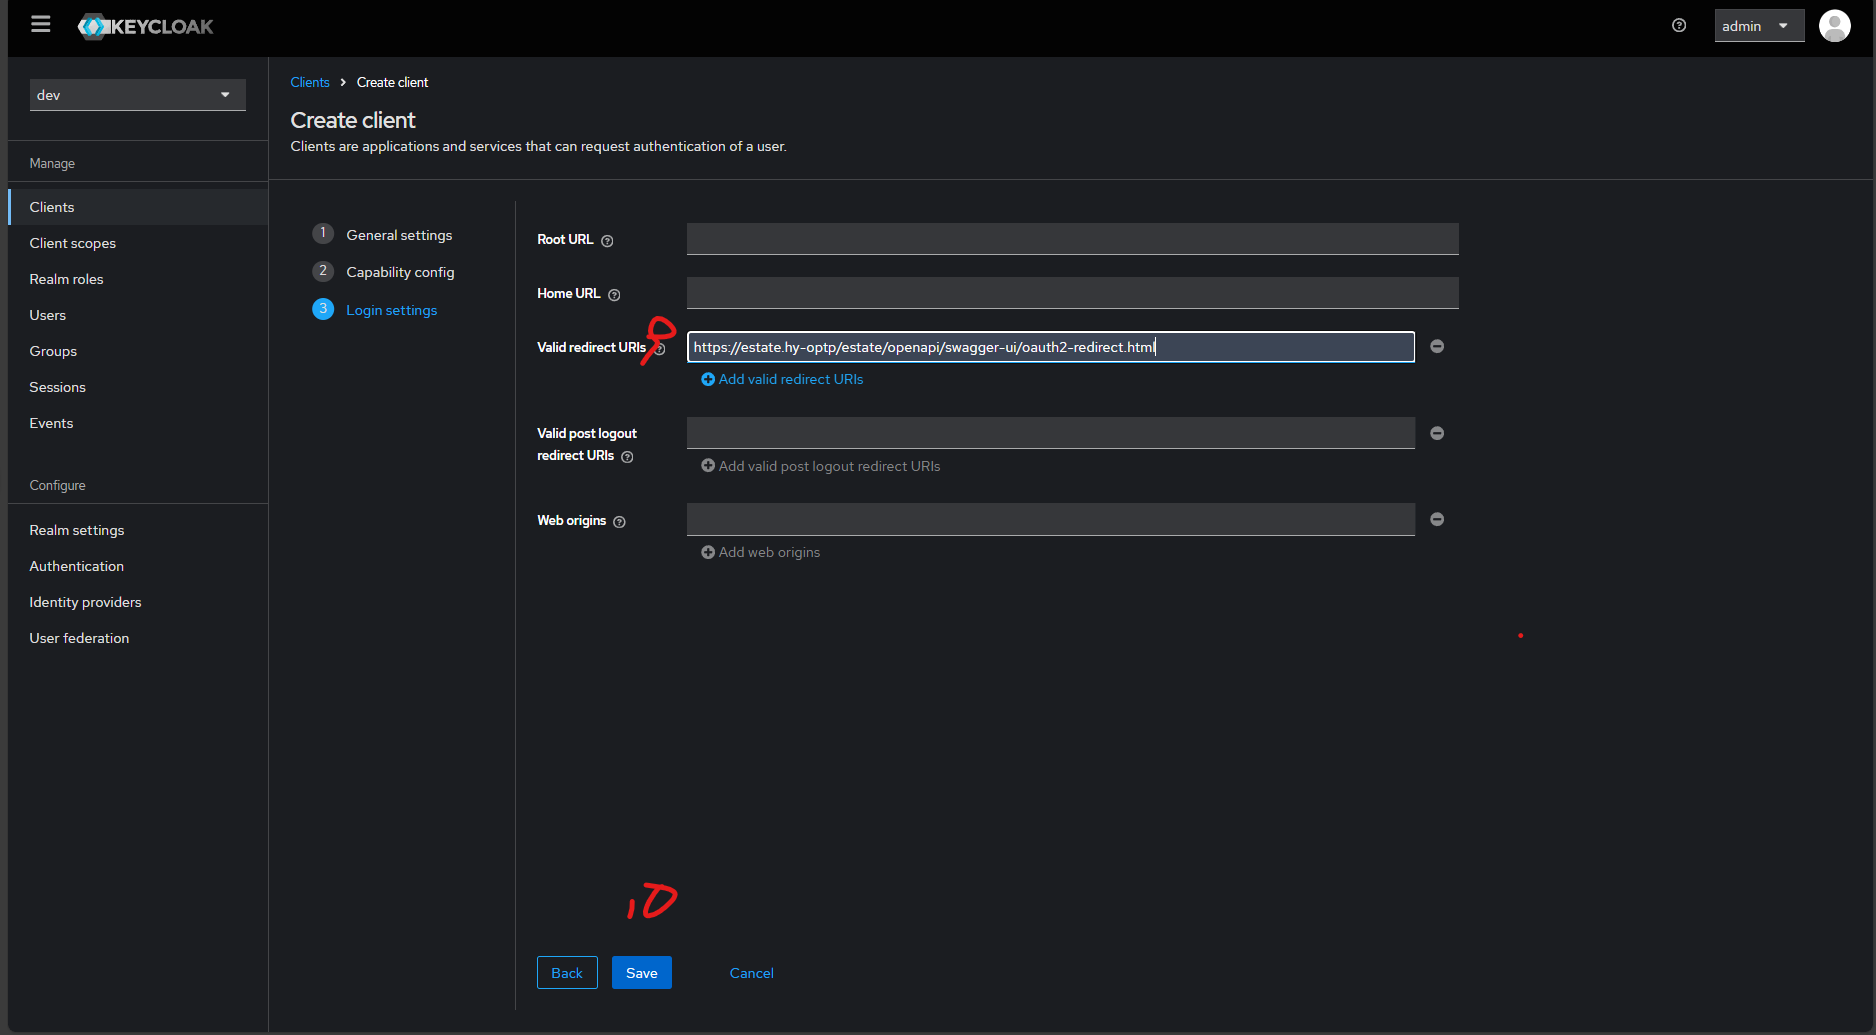 KEYCLOAK
admin
dev
Clients > Create client
Create client
Clients are applications and services that can request authentication of a user.
Manage
Clients
Client scopes
Realm roles
Users
Groups
Sessions
Events
Configure
Realm settings
Authentication
Identity providers
User federation
1 General settings
2 Capability config
3 Login settings
Root URL
Home URL
9
Valid redirect URIs
https://estate.hy-optp/estate/openapi/swagger-ui/oauth2-redirect.html
Add valid redirect URIs
Valid post logout
redirect URIs
Add valid post logout redirect URIs
Web origins
Add web origins
10
Back
Save
Cancel